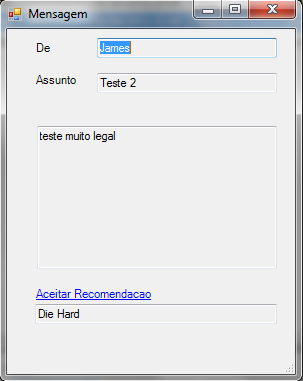 Mensagem
De James
Assunto Teste 2
teste muito legal
Aceitar Recomendacao
Die Hard